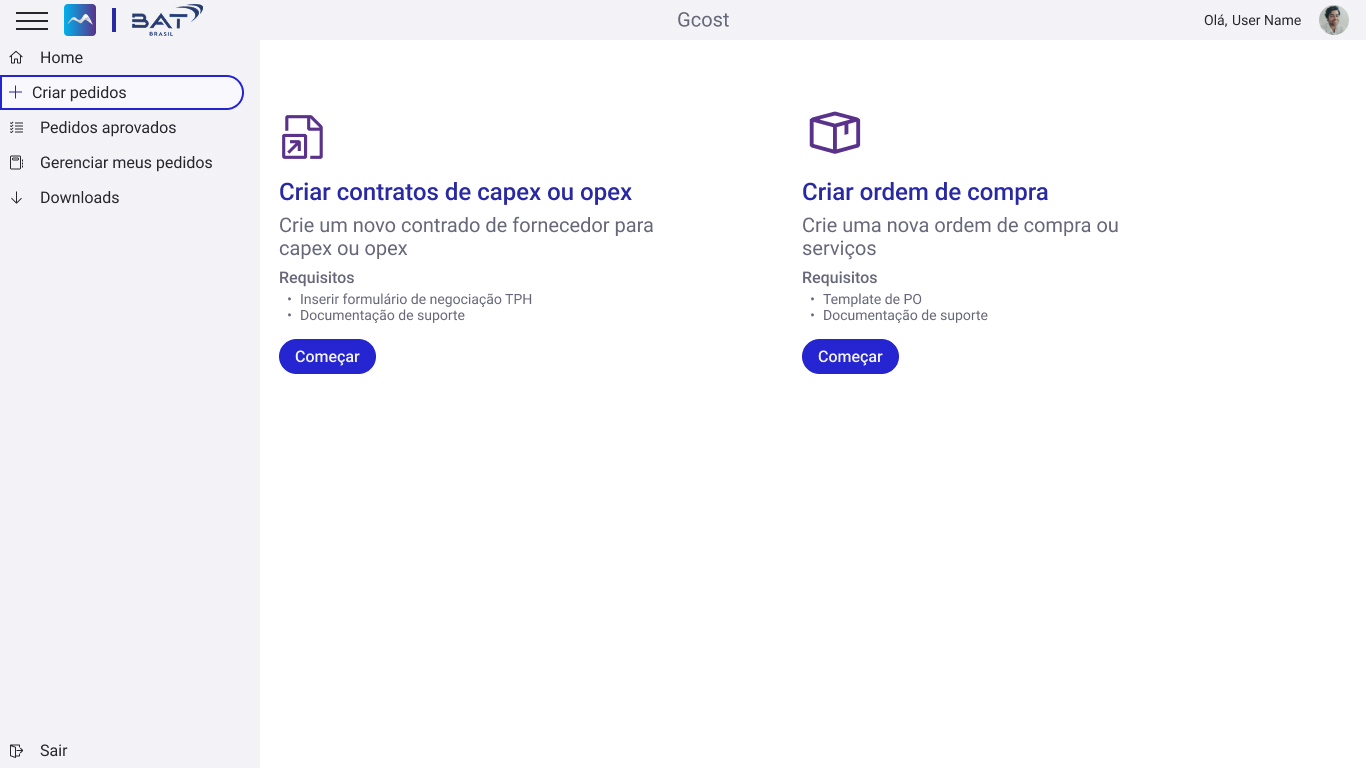 BAT
BRASIL
Gcost
Olá, User Name
Home
Criar pedidos
Pedidos aprovados
Gerenciar meus pedidos
Downloads
Sair
Criar contratos de capex ou opex
Crie um novo contrado de fornecedor para
capex ou opex
Requisitos
• Inserir formulário de negociação TPH
• Documentação de suporte
Começar
Criar ordem de compra
Crie uma nova ordem de compra ou
serviços
Requisitos
• Template de PO
• Documentação de suporte
Começar